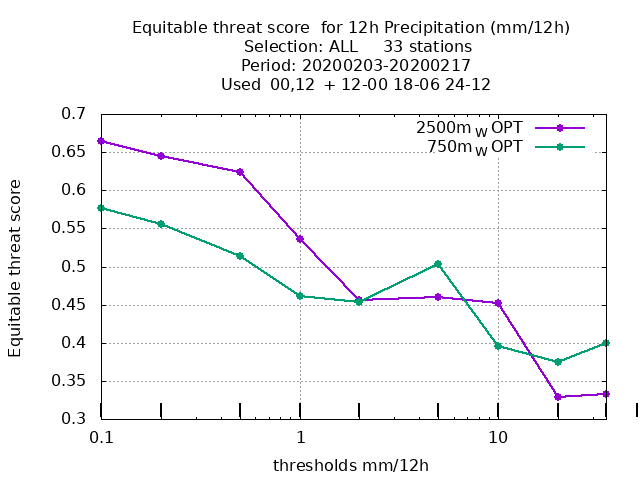 Equitable threat score  for 12h Precipitation (mm/12h)
Selection: ALL     33 stations
Period: 20200203-20200217
Used  00,12  + 12-00 18-06 24-12
2500m_W OPT
750m_W OPT
Equitable threat score
0.7
0.65
0.6
0.55
0.5
0.45
0.4
0.35
0.3
0.1 1 10
thresholds mm/12h